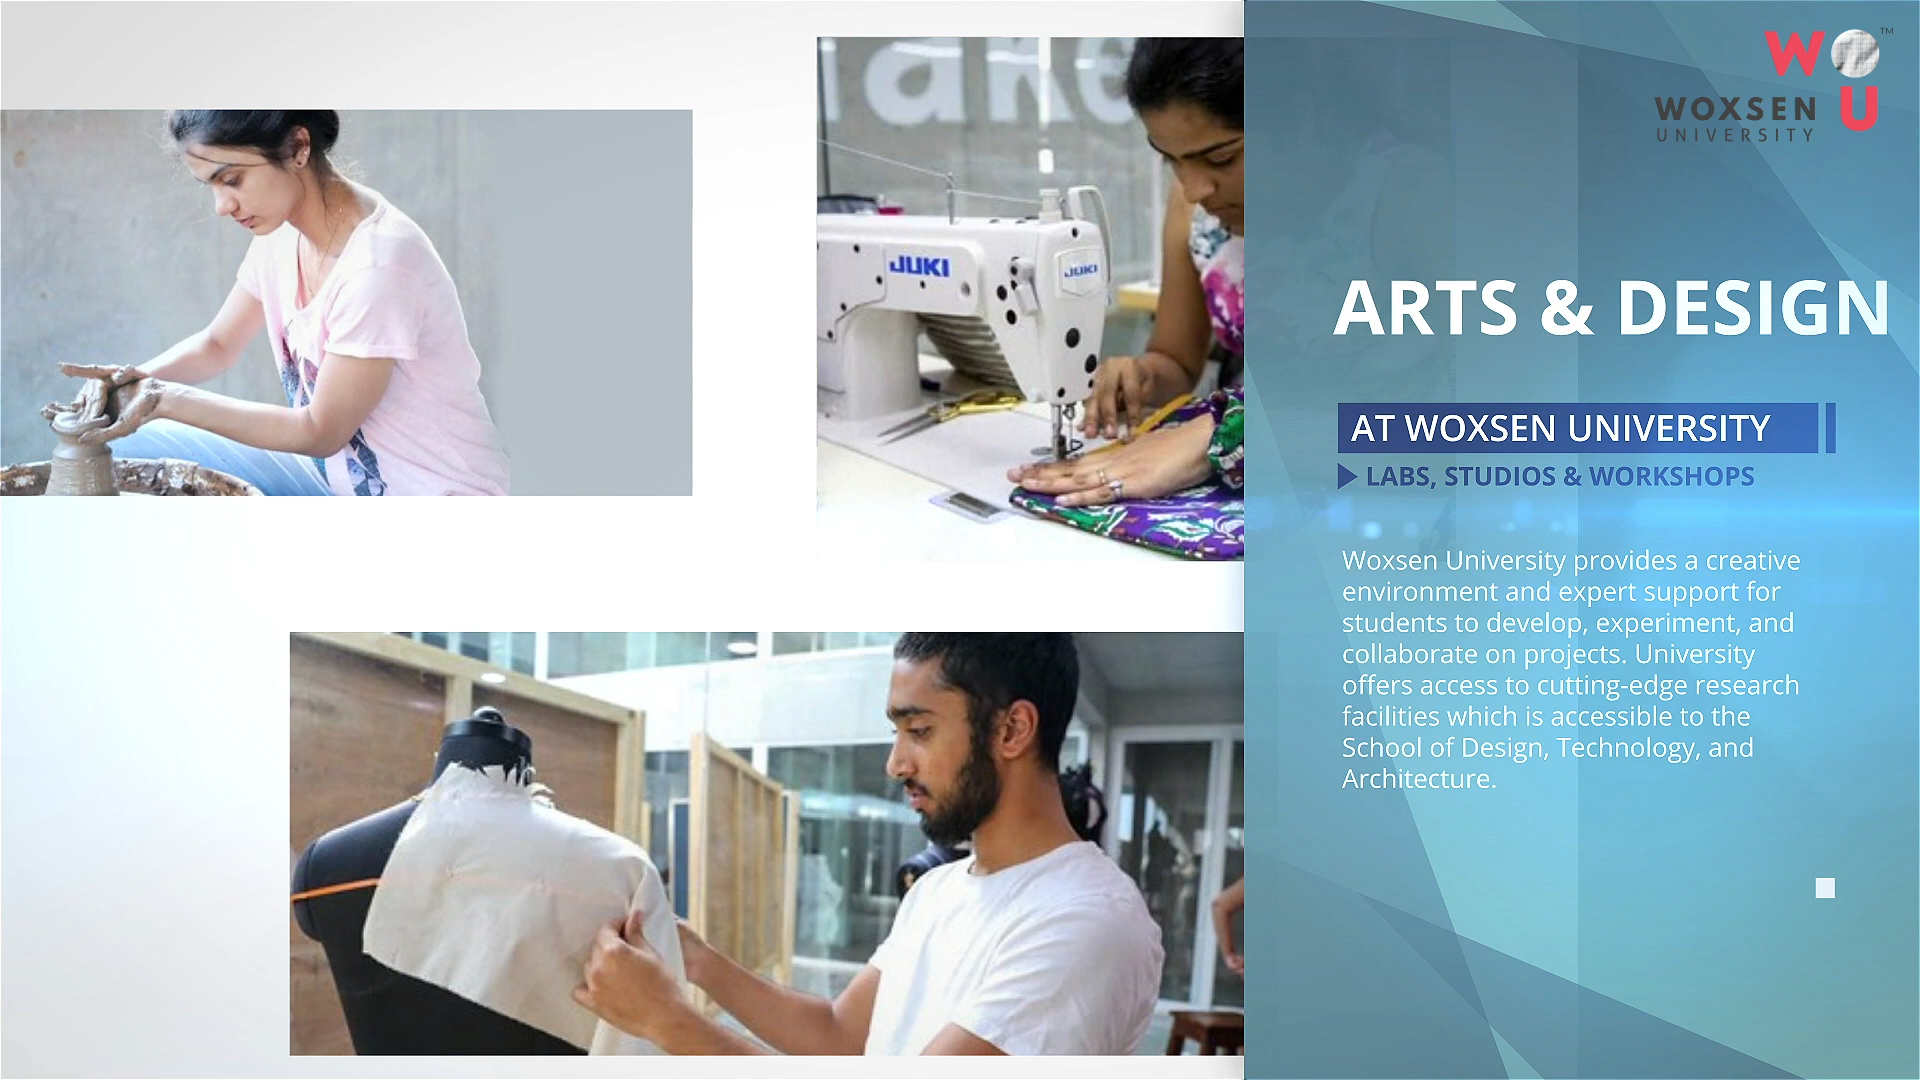 ake
JUKI
JUKI
WOU™
WOXSEN
UNIVERSITY
ARTS & DESIGN
AT WOXSEN UNIVERSITY
LABS, STUDIOS & WORKSHOPS
Woxsen University provides a creative
environment and expert support for
students to develop, experiment, and
collaborate on projects. University
offers access to cutting-edge research
facilities which is accessible to the
School of Design, Technology, and
Architecture.